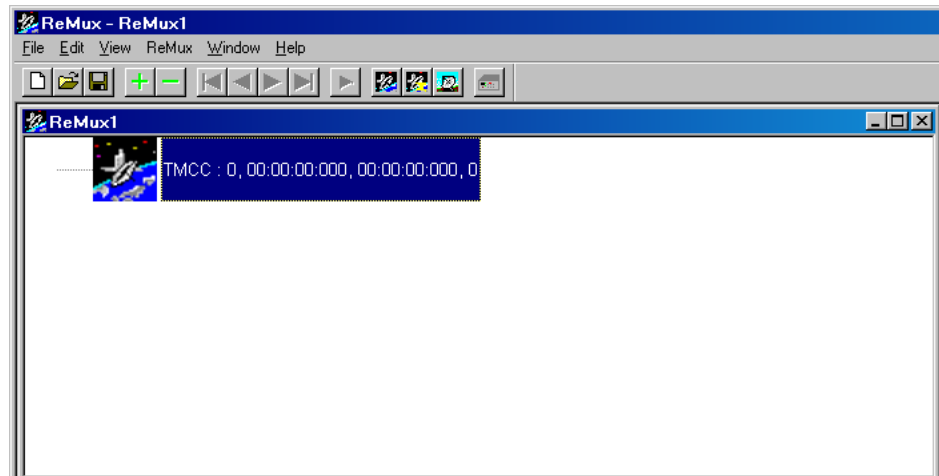 ReMux - ReMux1
File Edit View ReMux Window Help
ReMux1
TMCC : 0, 00:00:00:000, 00:00:00:000, 0